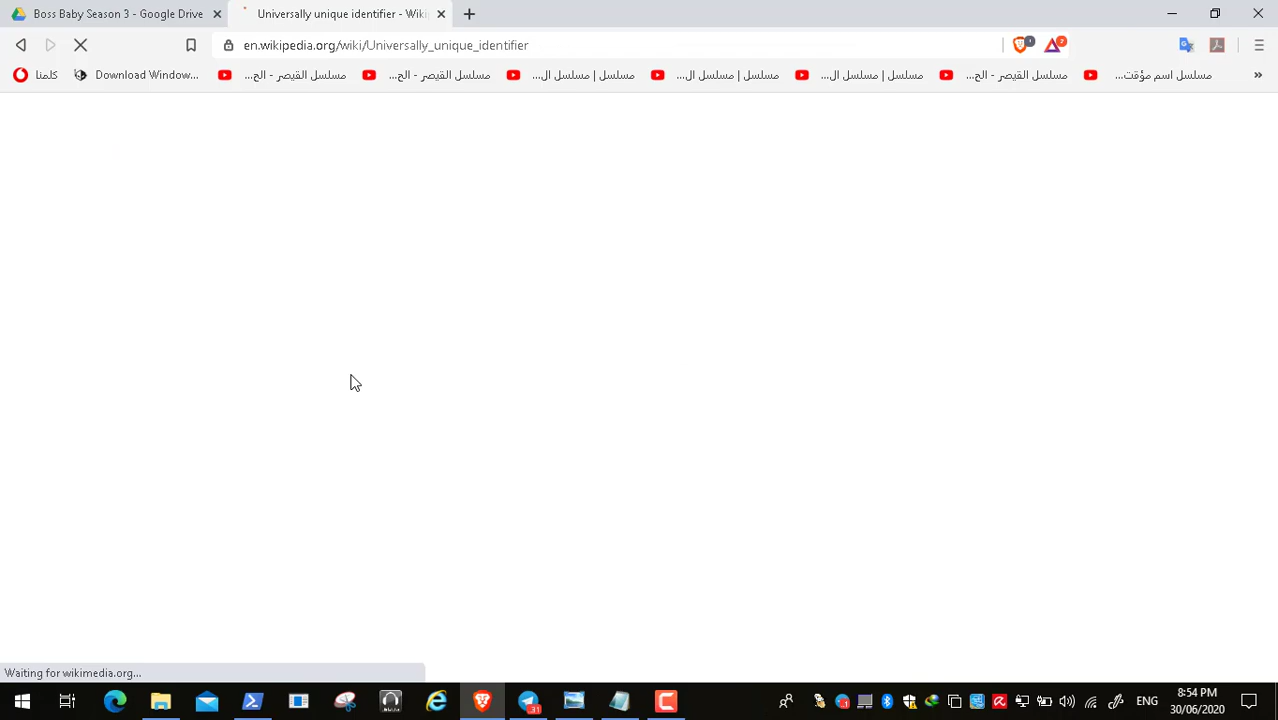 Boss Baby Season 3 - Google Drive
Universally unique identifier - Wiki
en.wikipedia.org/wiki/Universally_unique_identifier
كلمنا
Download Window...
مسلسل القيصر - الح...
مسلسل القيصر - الح...
مسلسل | مسلسل ال...
مسلسل | مسلسل ال...
مسلسل | مسلسل ال...
مسلسل القيصر - الح...
مسلسل اسم مؤقت...
Waiting for wikimedia.org...
31
ENG
8:54 PM
30/06/2020